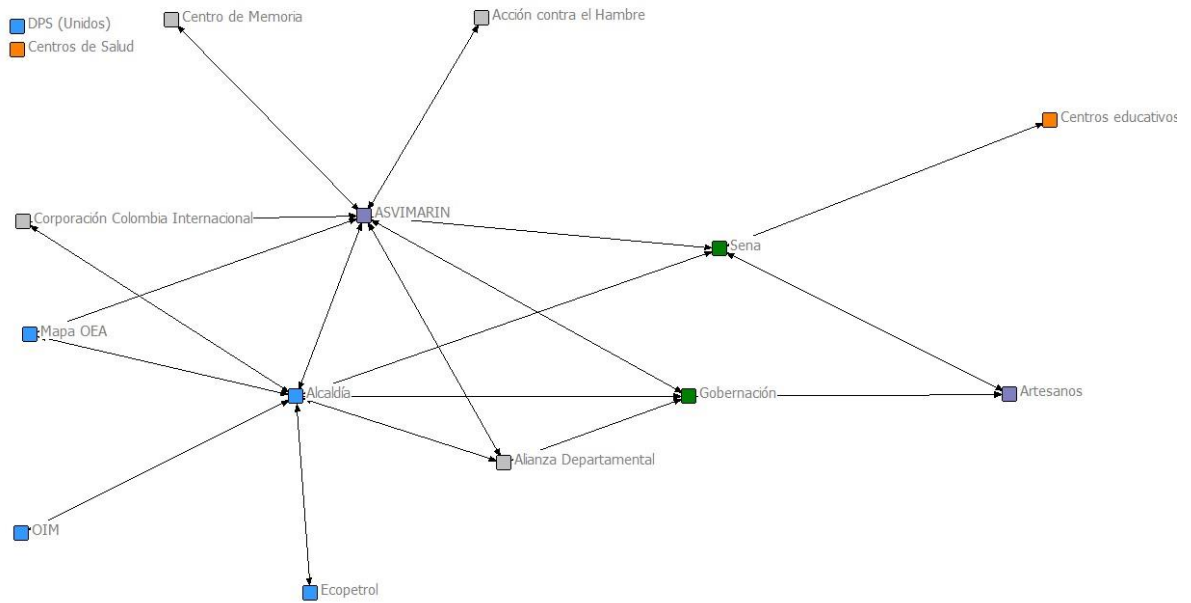 Centro de Memoria
Acción contra el Hambre
DPS (Unidos)
Centros de Salud
Centros educativos
Corporación Colombia Internacional
ASVIMARIN
Sena
Mapa OEA
Alcaldía
Gobernación
Artesanos
Alianza Departamental
OIM
Ecopetrol